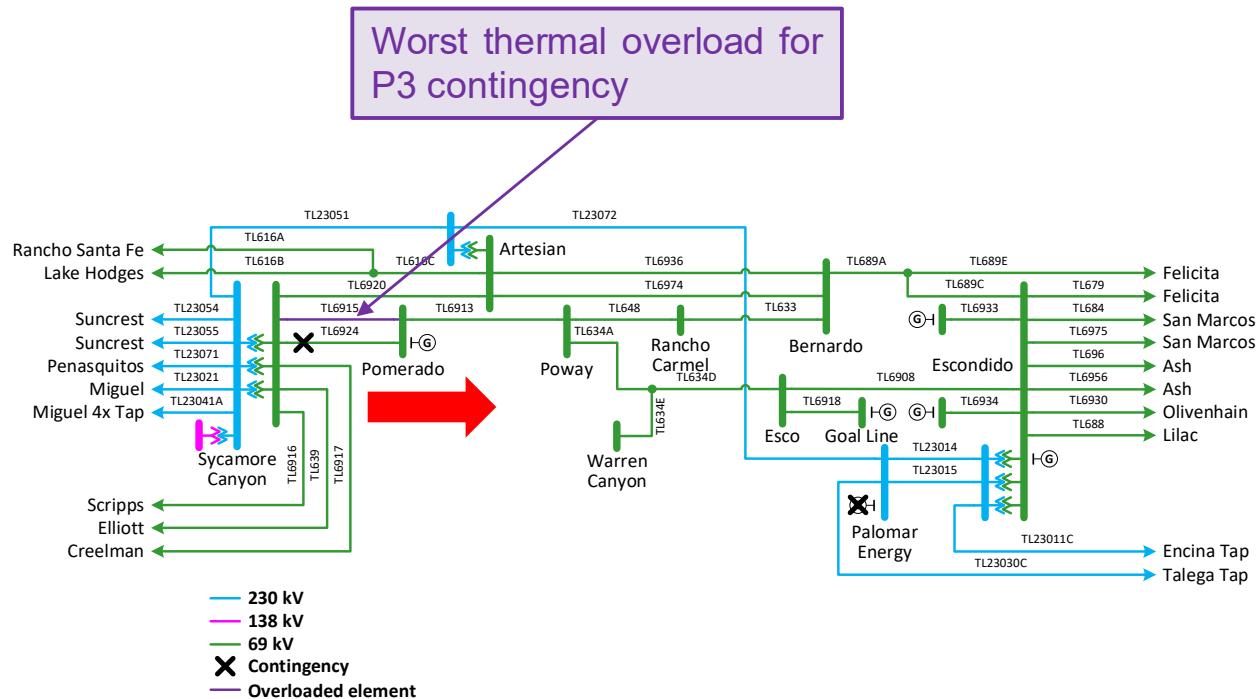 Worst thermal overload for
P3 contingency
TL23051
TL23072
Rancho Santa Fe
TL616A
Artesian
Lake Hodges
TL616B
TL616C
TL6936
TL689A
TL689E
Felicita
TL6920
TL6974
TL689C
TL679
Felicita
Suncrest
TL23054
TL6915
TL6913
TL648
TL633
TL6933
TL684
San Marcos
G
Suncrest
TL23055
TL6924
G
TL634A
Rancho
Carmel
Bernardo
TL6975
San Marcos
Pomerado
Poway
Escondido
Penasquitos
TL23071
TL696
Ash
Miguel
TL23021
TL634D
TL6908
TL6956
Ash
Miguel 4x Tap
TL23041A
TL6918
TL6934
TL6930
Olivenhain
G
G
TL634E
Esco
Goal Line
TL688
Lilac
Sycamore
Canyon
TL6916
TL639
TL6917
Warren
Canyon
TL23014
G
TL23015
Scripps
Elliott
Creelman
Palomar
Energy
TL23011C
Encina Tap
TL23030C
Talega Tap
230 kV
138 kV
69 kV
Contingency
Overloaded element